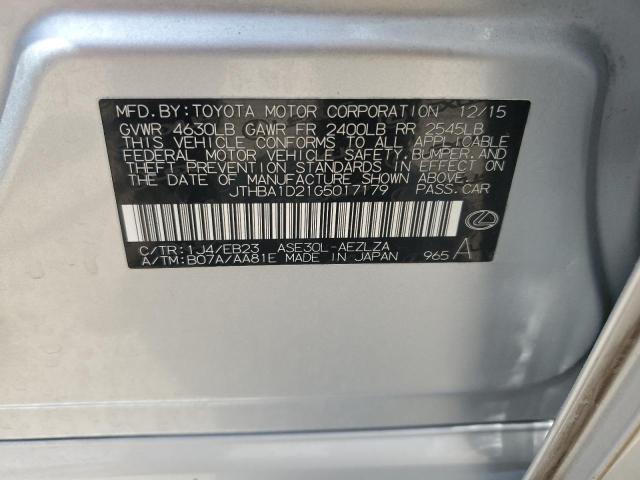 MFD.BY:TOYOTA MOTOR CORPORATION 12/15
GVWR 4630LB GAWR FR 2400LB RR 2545LB
THIS VEHICLE CONFORMS TO ALL APPLICABLE
FEDERAL MOTOR VEHICLE SAFETY, BUMPER, AND
THEFT PREVENTION STANDARDS IN EFFECT ON
THE DATE OF MANUFACTURE SHOWN ABOVE.
JTHBA1D21G5017179 PASS.CAR
C/TR:1J4/EB23 ASE30L-AEZLZA
A/TM:B07A/AA81E MADE IN JAPAN 965 A